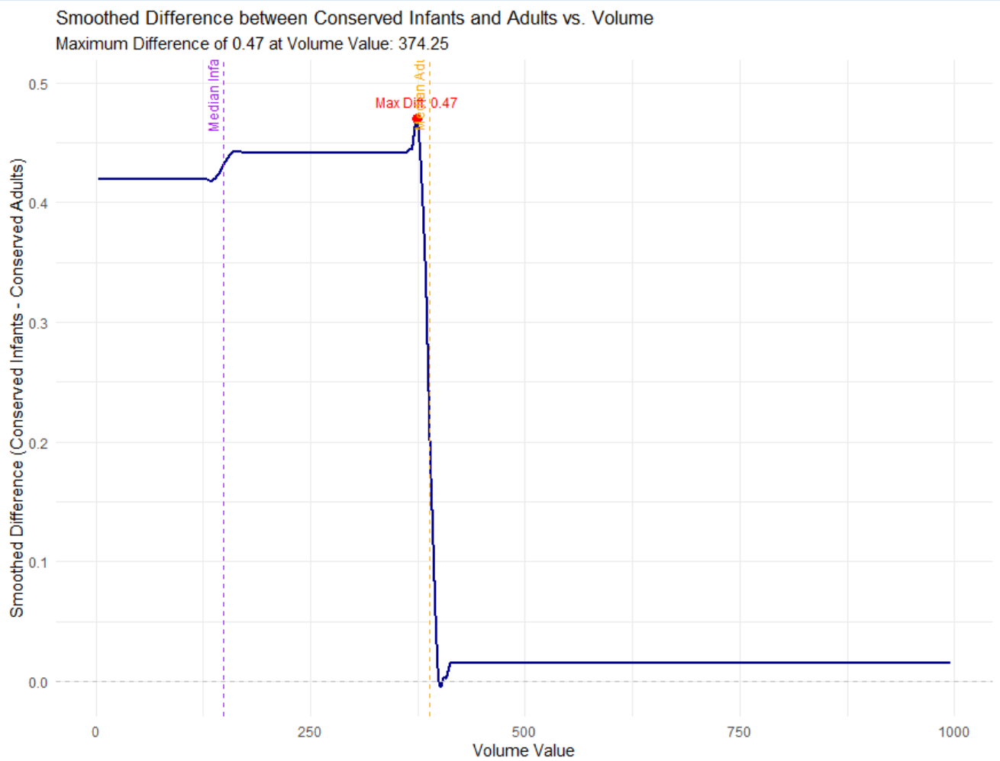 Smoothed Difference between Conserved Infants and Adults vs. Volume
Maximum Difference of 0.47 at Volume Value: 374.25
Smoothed Difference (Conserved Infants - Conserved Adults)
0.5
0.4
0.3
0.2
0.1
0.0
Median Infa
Median Adu
Max Diff: 0.47
0
250
500
750
1000
Volume Value